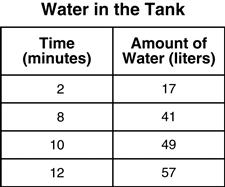 Water in the Tank
Time
(minutes)
Amount of
Water (liters)
2 17
8 41
10 49
12 57